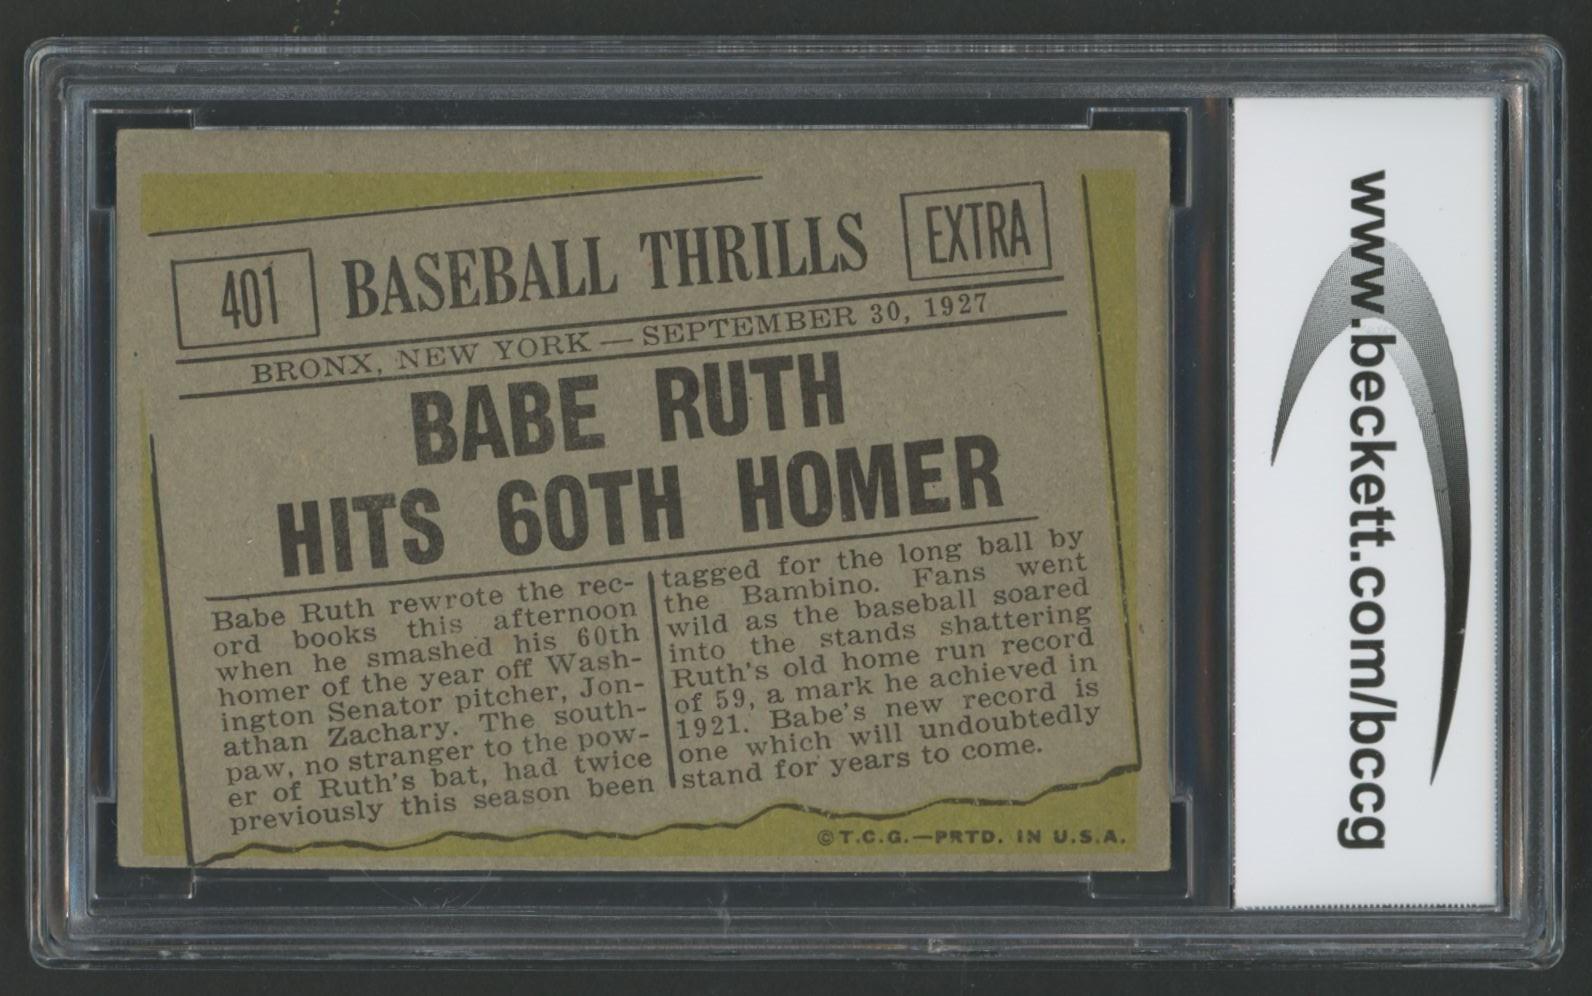 401 BASEBALL THRILLS EXTRA
BRONX, NEW YORK — SEPTEMBER 30, 1927
BABE RUTH
HITS 60TH HOMER
Babe Ruth rewrote the rec-
ord books this afternoon
when he smashed his 60th
homer of the year off Wash-
ington Senator pitcher, Jon-
athan Zachary. The south-
paw, no stranger to the pow-
er of Ruth's bat, had twice
previously this season been
tagged for the long ball by
the Bambino. Fans went
wild as the baseball soared
into the stands shattering
Ruth's old home run record
of 59, a mark he achieved in
1921. Babe's new record is
one which will undoubtedly
stand for years to come.
©T.C.G.—PRTD. IN U.S.A.
www.beckett.com/bccg